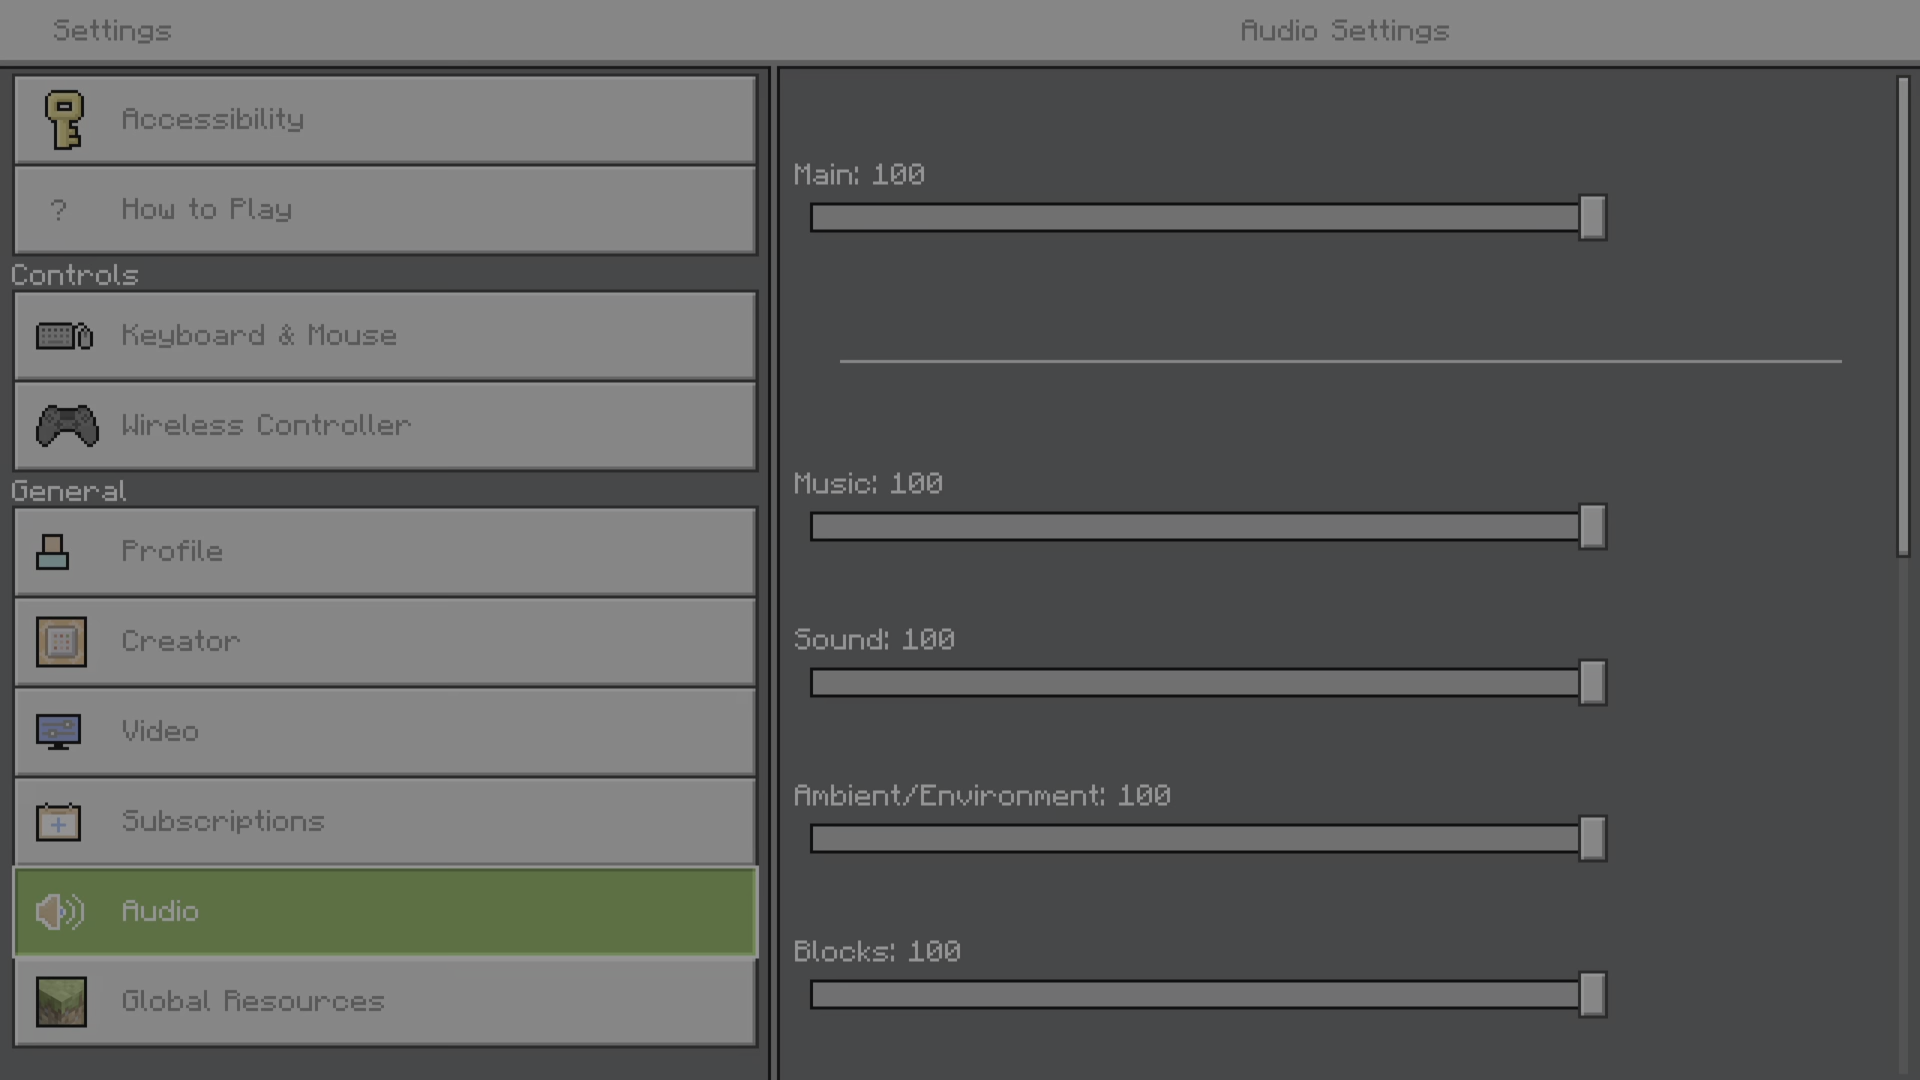 Settings
Audio Settings
Accessibility
? How to Play
Controls
Keyboard & Mouse
Wireless Controller
General
Profile
Creator
Video
Subscriptions
Audio
Global Resources
Main: 100
Music: 100
Sound: 100
Ambient/Environment: 100
Blocks: 100